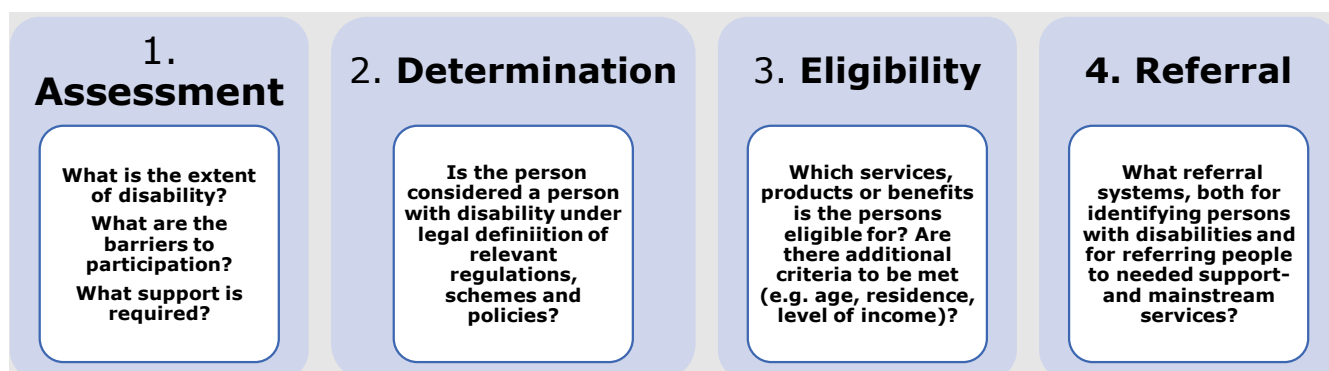 1.
Assessment
What is the extent
of disability?
What are the
barriers to
participation?
What support is
required?
2. Determination
Is the person
considered a person
with disability under
legal definiition of
relevant
regulations,
schemes and
policies?
3. Eligibility
Which services,
products or benefits
is the persons
eligible for? Are
there additional
criteria to be met
(e.g. age, residence,
level of income)?
4. Referral
What referral
systems, both for
identifying persons
with disabilities and
for referring people
to needed support-
and mainstream
services?